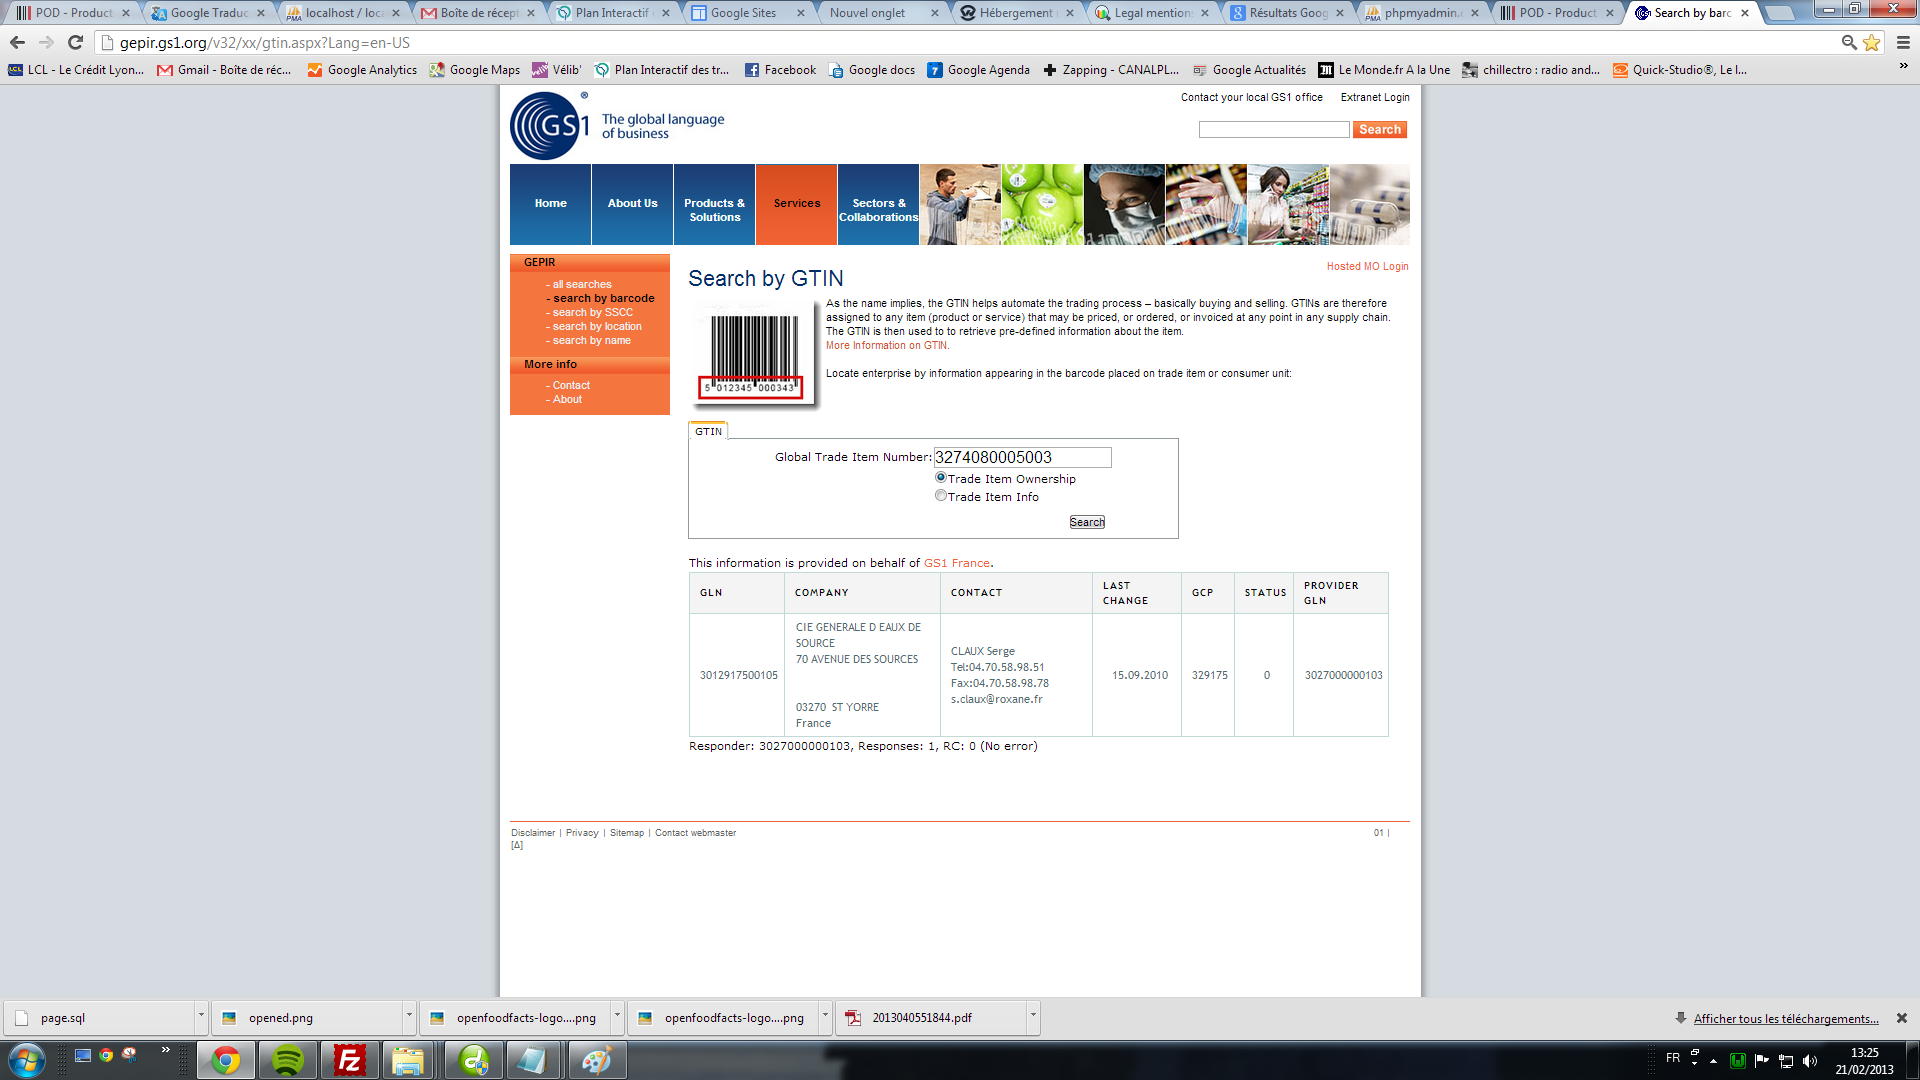 POD - Product
Google Traduc
localhost / loca
Boîte de récept
Plan Interactif
Google Sites
Nouvel onglet
Hébergement
Legal mention
Résultats Goog
phpmyadmin.
POD - Product
Search by barc
gepir.gs1.org/v32/xx/gtin.aspx?Lang=en-US
LCL - Le Crédit Lyon...
Gmail - Boîte de réc...
Google Analytics
Google Maps
Vélib'
Plan Interactif des tr...
Facebook
Google docs
Google Agenda
Zapping - CANALPL...
Google Actualités
Le Monde.fr A la Une
chillectro : radio and...
Quick-Studio®, Le l...
GS1 ®
The global language
of business
Contact your local GS1 office
Extranet Login
Search
Home
About Us
Products &
Solutions
Services
Sectors &
Collaborations
GEPIR
- all searches
- search by barcode
- search by SSCC
- search by location
- search by name
More info
- Contact
- About
Hosted MO Login
Search by GTIN
5 012345 000343
As the name implies, the GTIN helps automate the trading process – basically buying and selling. GTINs are therefore
assigned to any item (product or service) that may be priced, or ordered, or invoiced at any point in any supply chain.
The GTIN is then used to to retrieve pre-defined information about the item.
More Information on GTIN.
Locate enterprise by information appearing in the barcode placed on trade item or consumer unit:
GTIN
Global Trade Item Number: 3274080005003
Trade Item Ownership
Trade Item Info
Search
This information is provided on behalf of GS1 France.
GLN
COMPANY
CONTACT
LAST
CHANGE
GCP
STATUS
PROVIDER
GLN
3012917500105
CIE GENERALE D EAUX DE
SOURCE
70 AVENUE DES SOURCES
03270 ST YORRE
France
CLAUX Serge
Tel:04.70.58.98.51
Fax:04.70.58.98.78
s.claux@roxane.fr
15.09.2010
329175
0
3027000000103
Responder: 3027000000103, Responses: 1, RC: 0 (No error)
Disclaimer | Privacy | Sitemap | Contact webmaster
01 |
[Δ]
page.sql
opened.png
openfoodfacts-logo....png
openfoodfacts-logo....png
2013040551844.pdf
Afficher tous les téléchargements...
FR
13:25
21/02/2013